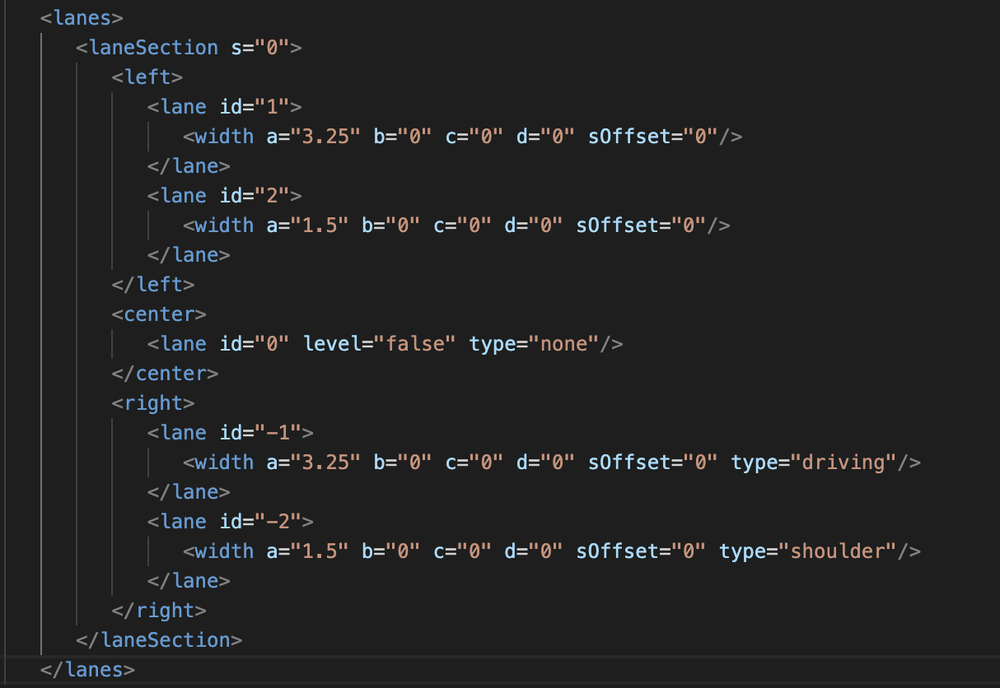 <lanes>
<laneSection s="0">
<left>
<lane id="1">
<width a="3.25" b="0" c="0" d="0" sOffset="0"/>
</lane>
<lane id="2">
<width a="1.5" b="0" c="0" d="0" sOffset="0"/>
</lane>
</left>
<center>
<lane id="0" level="false" type="none"/>
</center>
<right>
<lane id="-1">
<width a="3.25" b="0" c="0" d="0" sOffset="0" type="driving"/>
</lane>
<lane id="-2">
<width a="1.5" b="0" c="0" d="0" sOffset="0" type="shoulder"/>
</lane>
</right>
</laneSection>
</lanes>